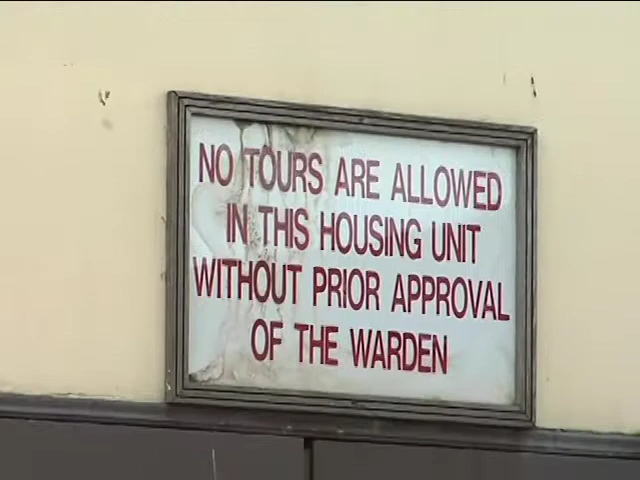 NO TOURS ARE ALLOWED
IN THIS HOUSING UNIT
WITHOUT PRIOR APPROVAL
OF THE WARDEN